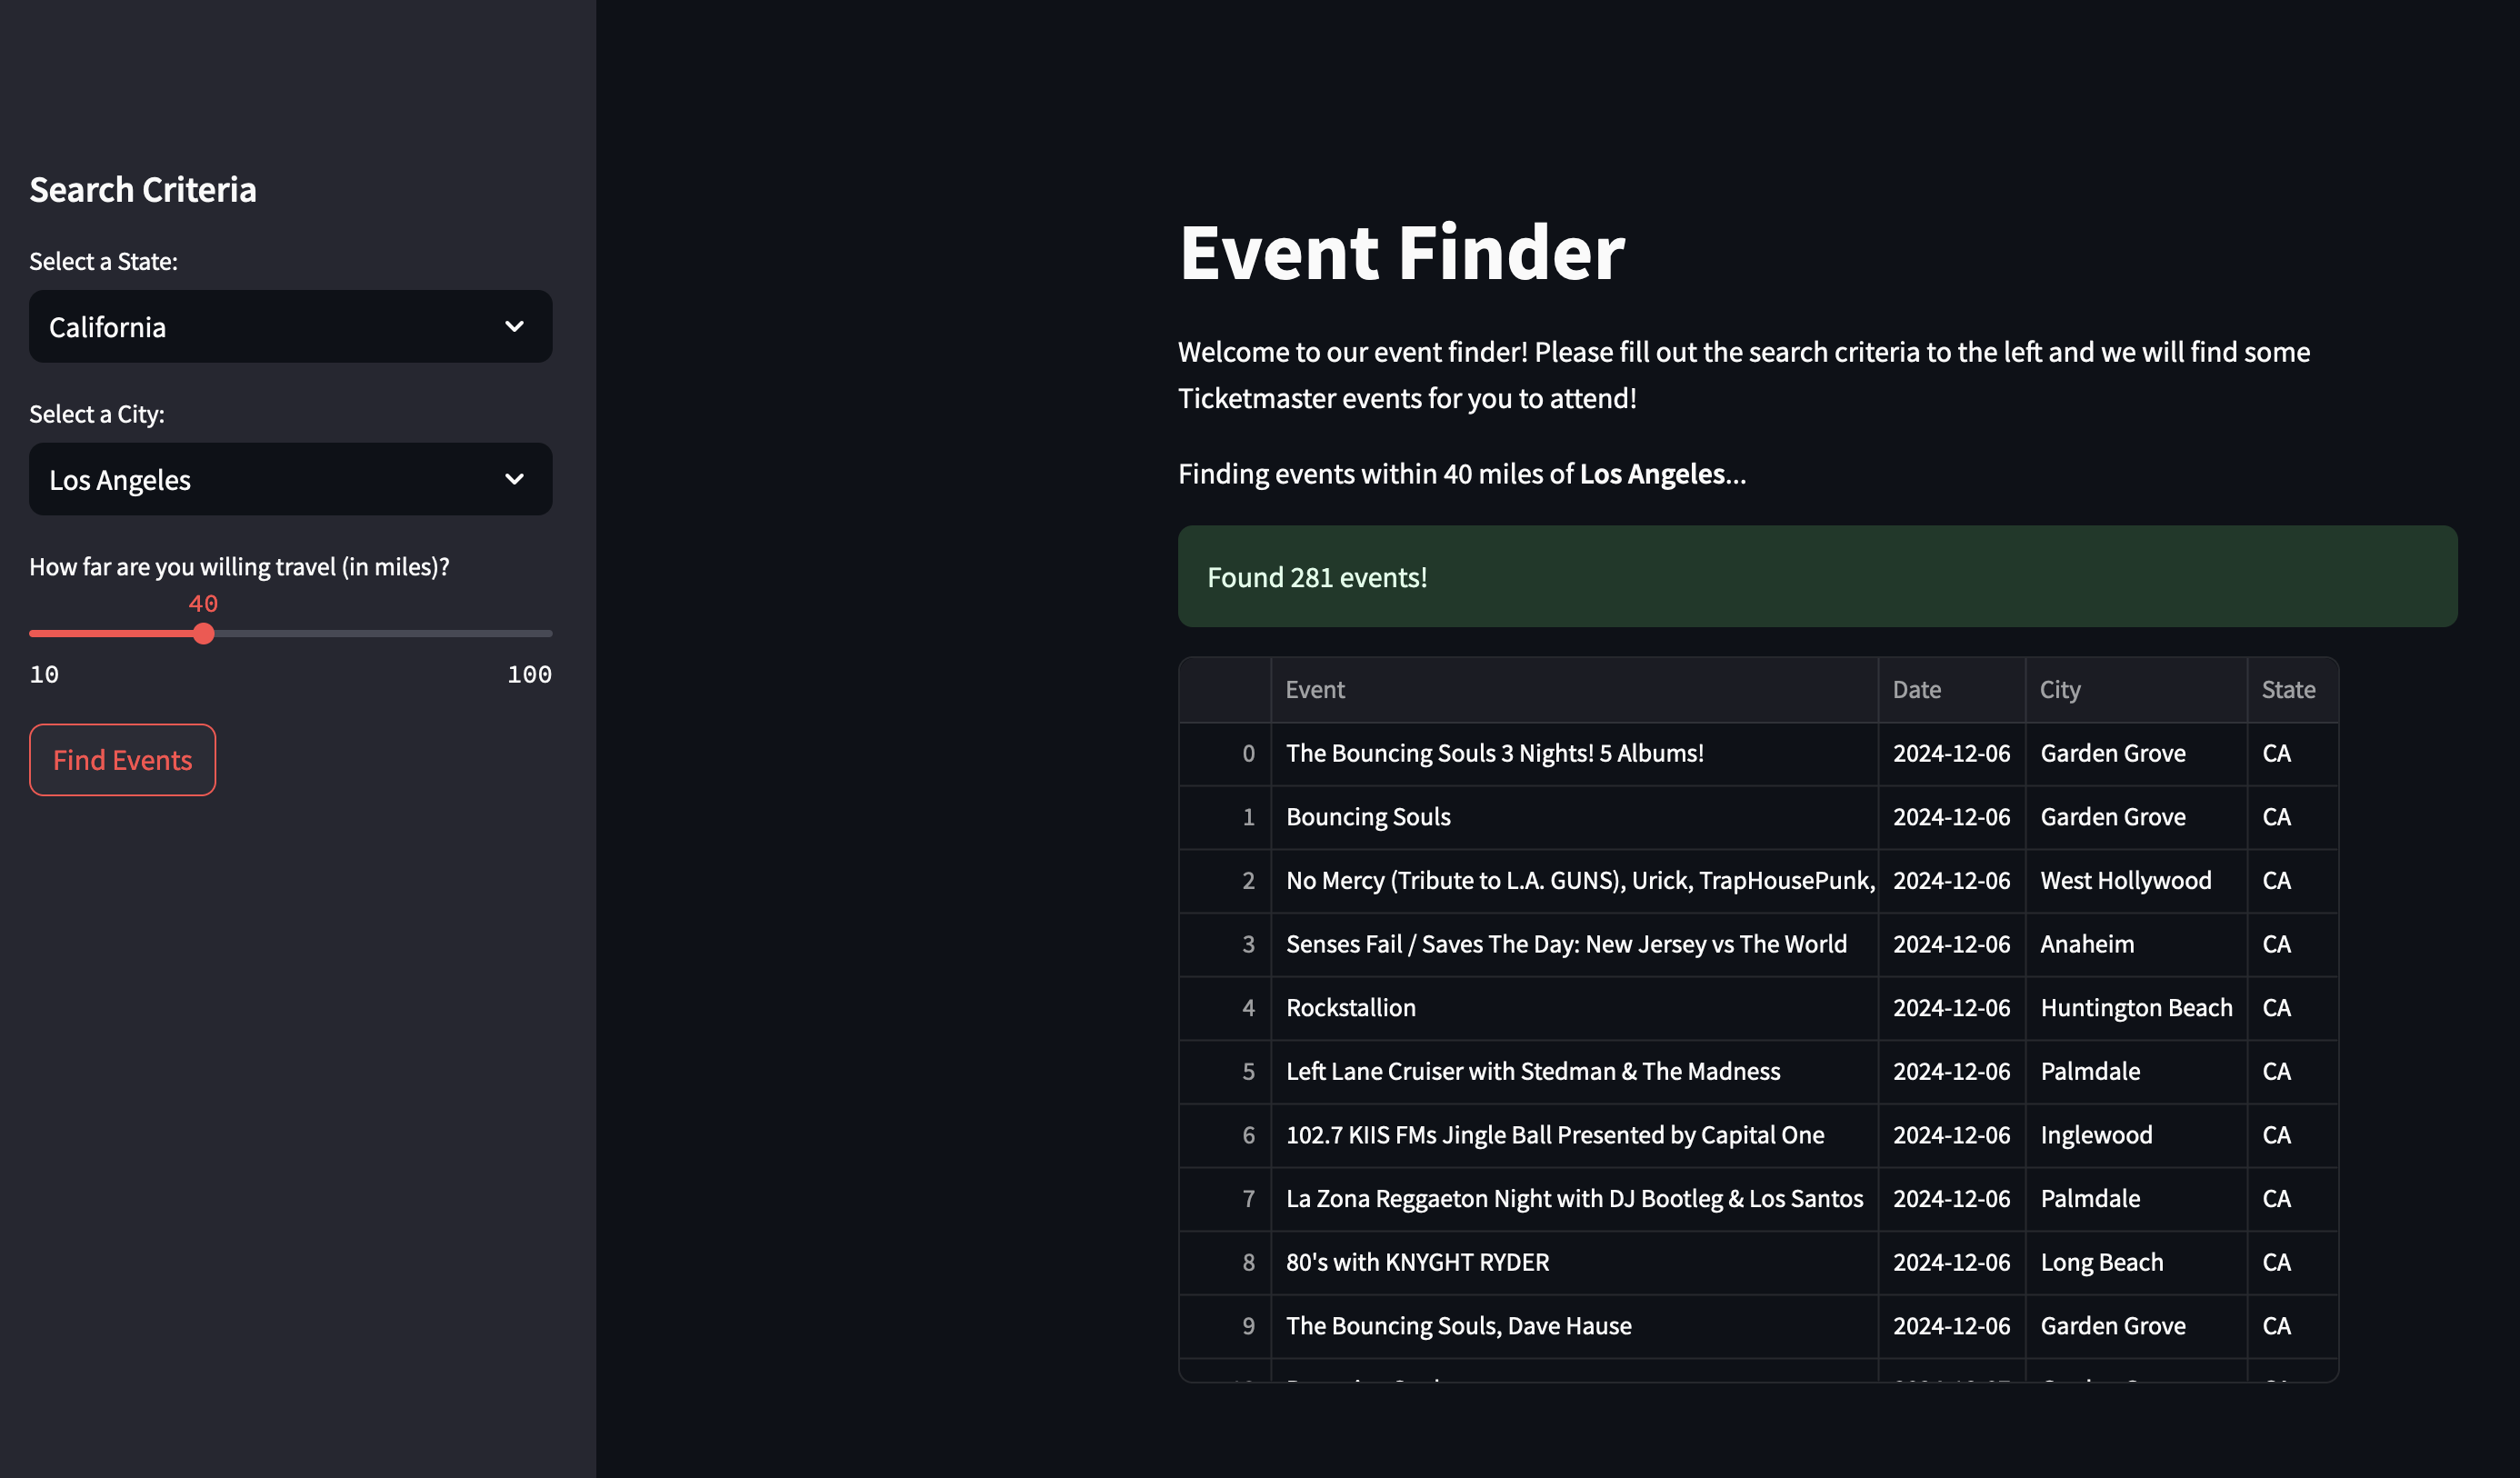 Search Criteria
Select a State:
California
Select a City:
Los Angeles
How far are you willing travel (in miles)?
40
10 100
Find Events
Event Finder
Welcome to our event finder! Please fill out the search criteria to the left and we will find some
Ticketmaster events for you to attend!
Finding events within 40 miles of Los Angeles...
Found 281 events!
Event Date City State
0 The Bouncing Souls 3 Nights! 5 Albums! 2024-12-06 Garden Grove CA
1 Bouncing Souls 2024-12-06 Garden Grove CA
2 No Mercy (Tribute to L.A. GUNS), Urick, TrapHousePunk, 2024-12-06 West Hollywood CA
3 Senses Fail / Saves The Day: New Jersey vs The World 2024-12-06 Anaheim CA
4 Rockstallion 2024-12-06 Huntington Beach CA
5 Left Lane Cruiser with Stedman & The Madness 2024-12-06 Palmdale CA
6 102.7 KIIS FMs Jingle Ball Presented by Capital One 2024-12-06 Inglewood CA
7 La Zona Reggaeton Night with DJ Bootleg & Los Santos 2024-12-06 Palmdale CA
8 80's with KNYGHT RYDER 2024-12-06 Long Beach CA
9 The Bouncing Souls, Dave Hause 2024-12-06 Garden Grove CA